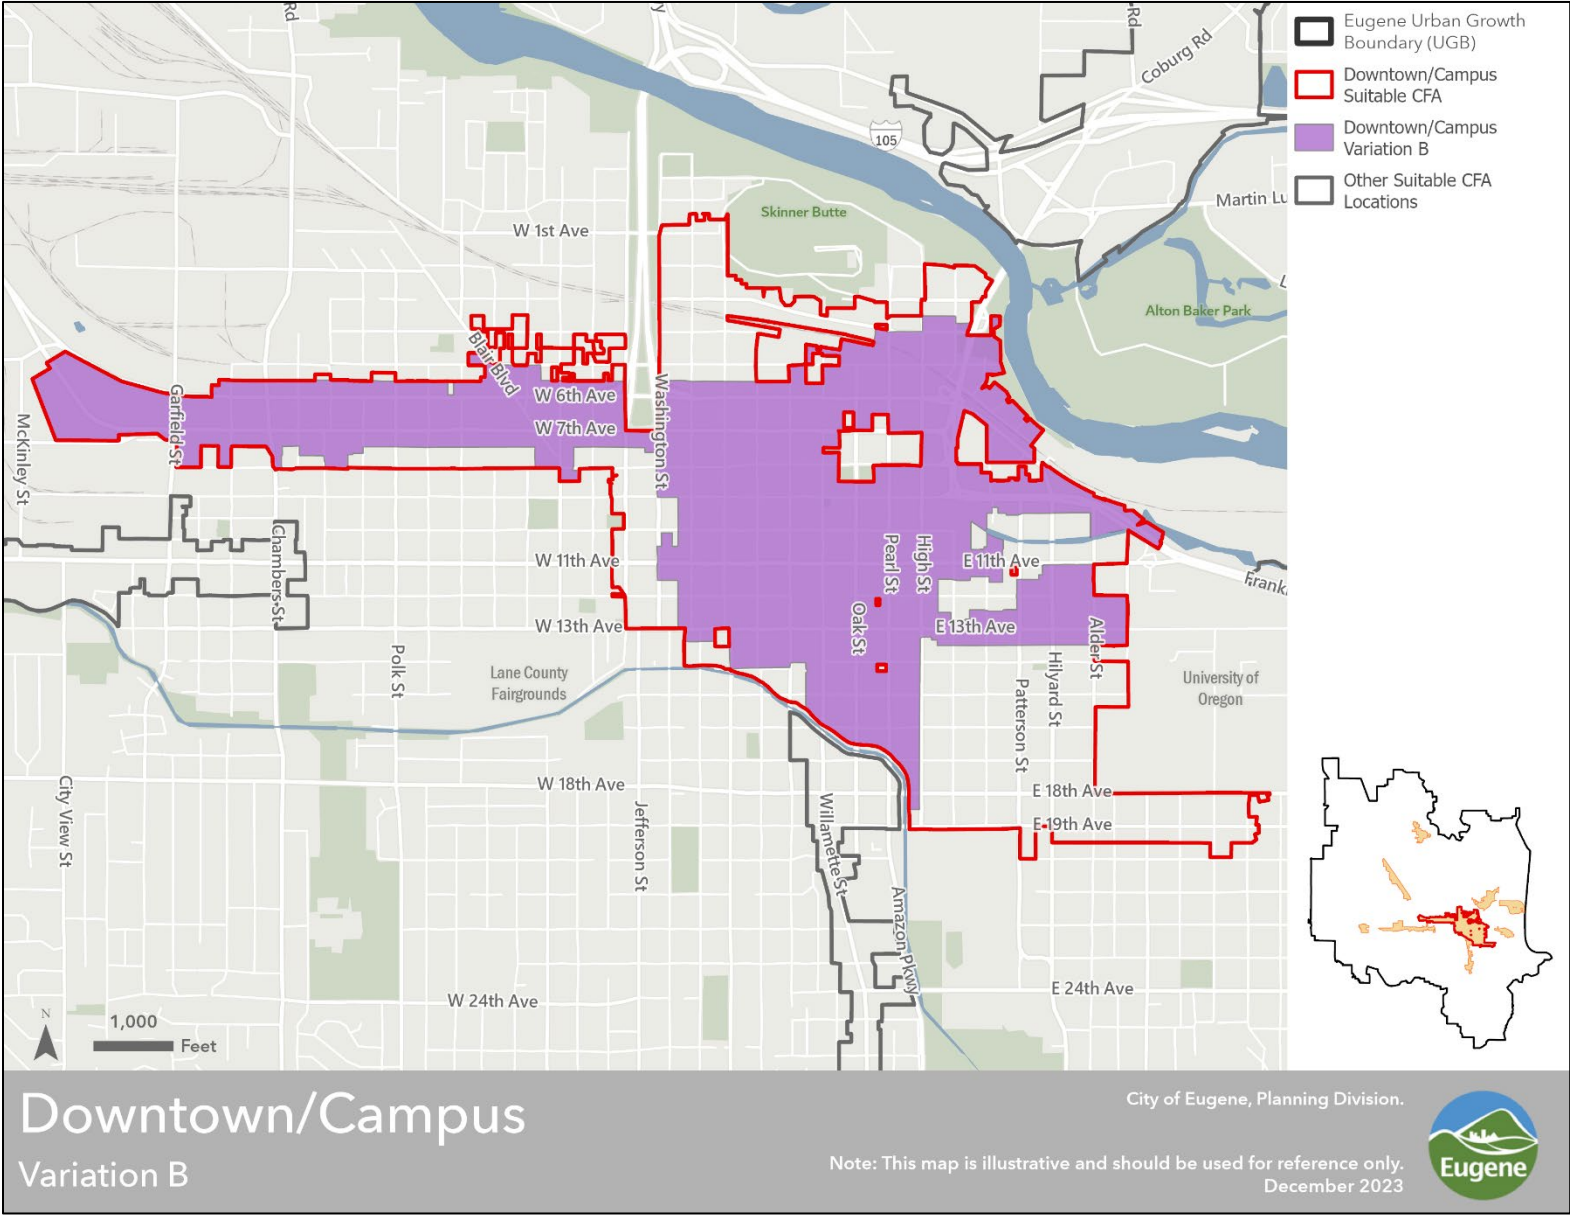 Eugene Urban Growth
Boundary (UGB)
Downtown/Campus
Suitable CFA
Downtown/Campus
Variation B
Other Suitable CFA
Locations
Rd
y
Rd
Coburg Rd
105
Martin Lu
Skinner Butte
W 1st Ave
L
Alton Baker Park
Blair Blvd
W 6th Ave
W 7th Ave
Garfield St
McKinley St
Washington St
Chambers St
W 11th Ave
Pearl St
High St
E 11th Ave
Frank
W 13th Ave
Oak St
E 13th Ave
Alder St
Polk St
Lane County
Fairgrounds
Hilyard St
Patterson St
University of
Oregon
City View St
W 18th Ave
Jefferson St
Willamette St
E 18th Ave
E 19th Ave
Amazon Pkwy
W 24th Ave
E 24th Ave
N
1,000
Feet
Downtown/Campus
Variation B
City of Eugene, Planning Division.
Note: This map is illustrative and should be used for reference only.
December 2023
Eugene